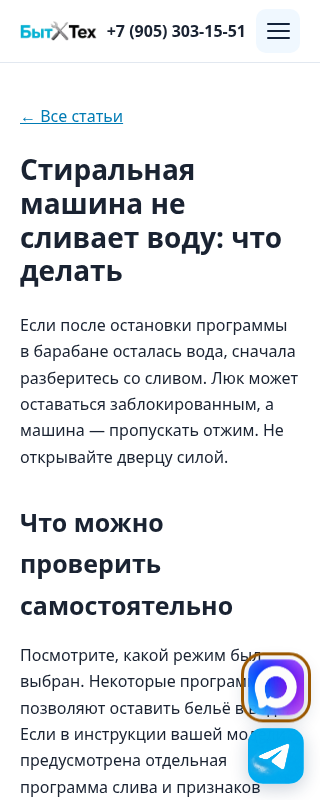 БытТех +7 (905) 303-15-51
← Все статьи
Стиральная
машина не
сливает воду: что
делать
Если после остановки программы
в барабане осталась вода, сначала
разберитесь со сливом. Люк может
оставаться заблокированным, а
машина — пропускать отжим. Не
открывайте дверцу силой.
Что можно
проверить
самостоятельно
Посмотрите, какой режим был
выбран. Некоторые
позволяют оставить бельё в
Если в инструкции вашей
предусмотрена отдельная
программа слива и признаков